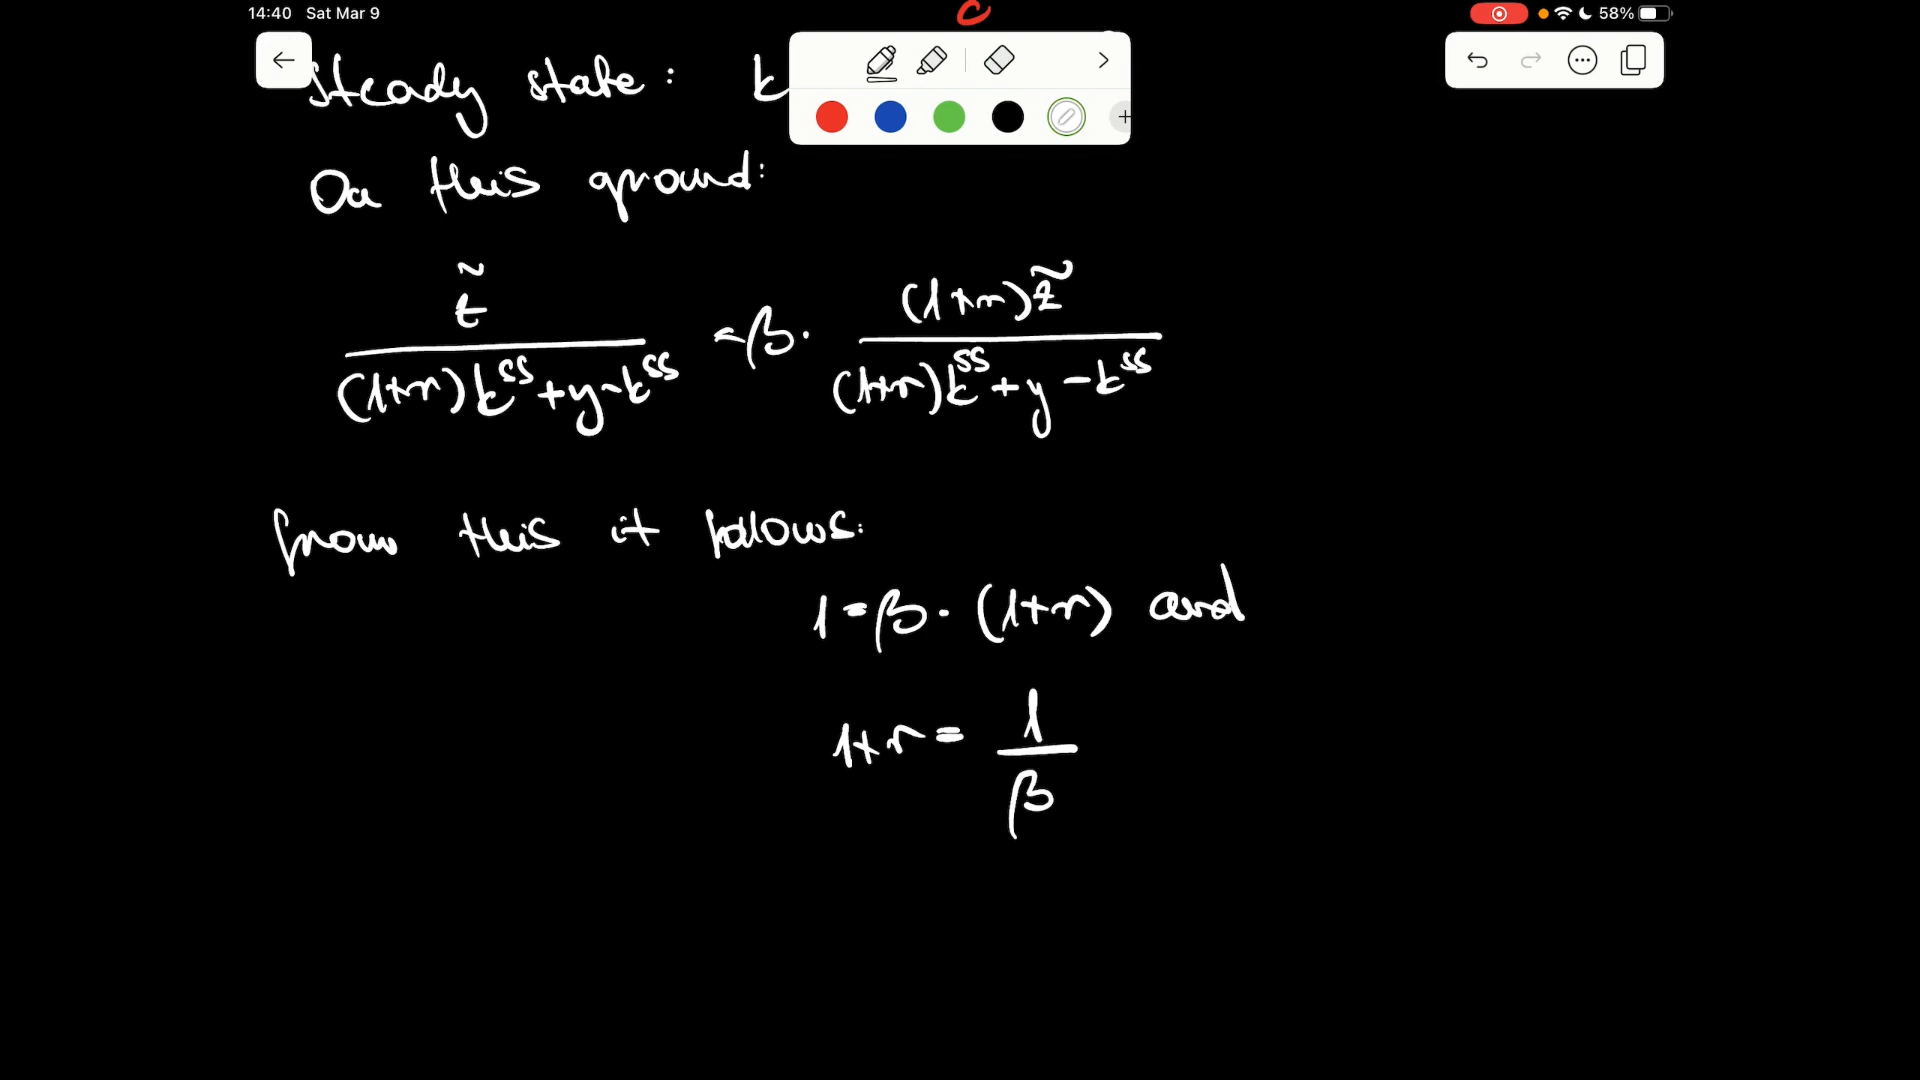 14:40 Sat Mar 9
58%
steady state: k
On this ground:
z̃ / ((1+r)k^ss + y - k^ss) = β · (1+r)z̃ / ((1+r)k^ss + y - k^ss)
from this it follows:
1 = β · (1+r) and
1+r = 1/β